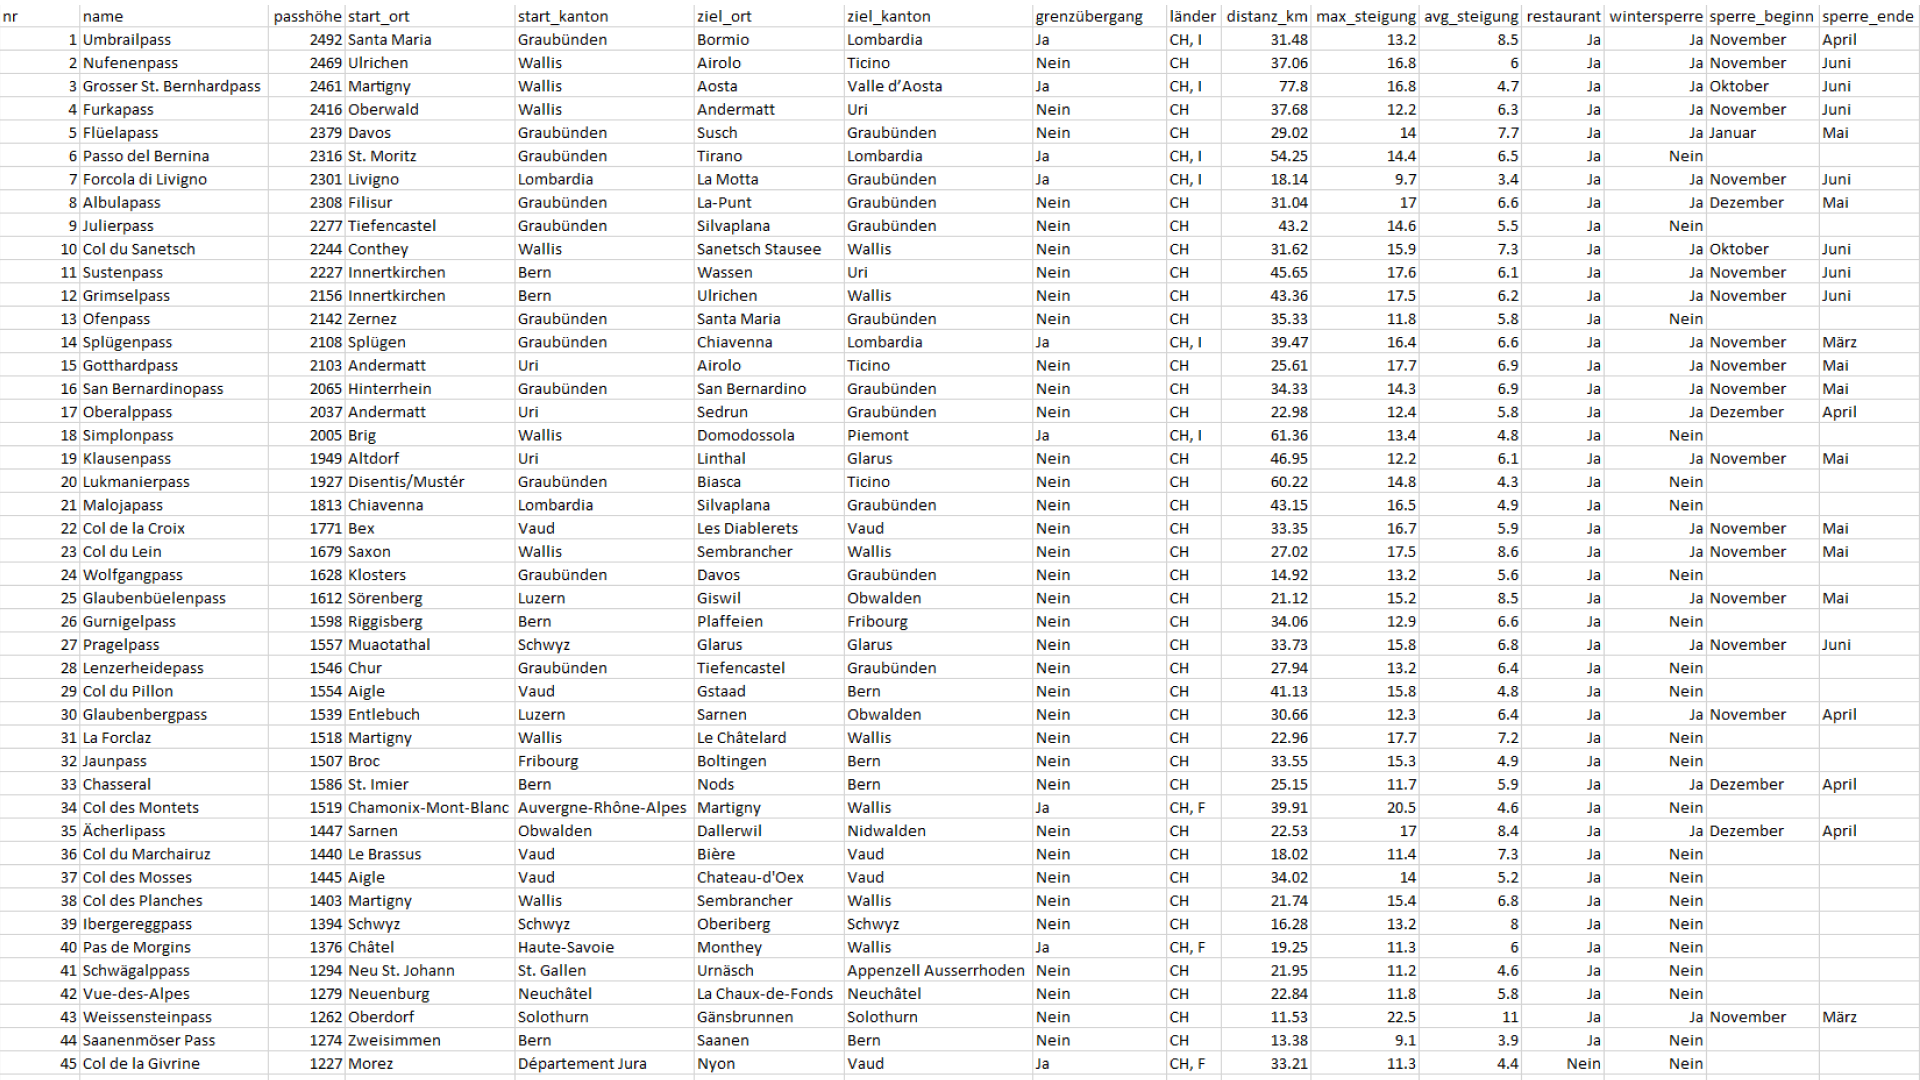 nr name passhöhe start_ort start_kanton ziel_ort ziel_kanton grenzübergang länder distanz_km max_steigung avg_steigung restaurant wintersperre sperre_beginn sperre_ende
1 Umbrailpass 2492 Santa Maria Graubünden Bormio Lombardia Ja CH, I 31.48 13.2 8.5 Ja Ja November April
2 Nufenenpass 2469 Ulrichen Wallis Airolo Ticino Nein CH 37.06 16.8 6 Ja Ja November Juni
3 Grosser St. Bernhardpass 2461 Martigny Wallis Aosta Valle d’Aosta Ja CH, I 77.8 16.8 4.7 Ja Ja Oktober Juni
4 Furkapass 2416 Oberwald Wallis Andermatt Uri Nein CH 37.68 12.2 6.3 Ja Ja November Juni
5 Flüelapass 2379 Davos Graubünden Susch Graubünden Nein CH 29.02 14 7.7 Ja Ja Januar Mai
6 Passo del Bernina 2316 St. Moritz Graubünden Tirano Lombardia Ja CH, I 54.25 14.4 6.5 Ja Nein
7 Forcola di Livigno 2301 Livigno Lombardia La Motta Graubünden Ja CH, I 18.14 9.7 3.4 Ja Ja November Juni
8 Albulapass 2308 Filisur Graubünden La-Punt Graubünden Nein CH 31.04 17 6.6 Ja Ja Dezember Mai
9 Julierpass 2277 Tiefencastel Graubünden Silvaplana Graubünden Nein CH 43.2 14.6 5.5 Ja Nein
10 Col du Sanetsch 2244 Conthey Wallis Sanetsch Stausee Wallis Nein CH 31.62 15.9 7.3 Ja Ja Oktober Juni
11 Sustenpass 2227 Innertkirchen Bern Wassen Uri Nein CH 45.65 17.6 6.1 Ja Ja November Juni
12 Grimselpass 2156 Innertkirchen Bern Ulrichen Wallis Nein CH 43.36 17.5 6.2 Ja Ja November Juni
13 Ofenpass 2142 Zernez Graubünden Santa Maria Graubünden Nein CH 35.33 11.8 5.8 Ja Nein
14 Splügenpass 2108 Splügen Graubünden Chiavenna Lombardia Ja CH, I 39.47 16.4 6.6 Ja Ja November März
15 Gotthardpass 2103 Andermatt Uri Airolo Ticino Nein CH 25.61 17.7 6.9 Ja Ja November Mai
16 San Bernardinopass 2065 Hinterrhein Graubünden San Bernardino Graubünden Nein CH 34.33 14.3 6.9 Ja Ja November Mai
17 Oberalppass 2037 Andermatt Uri Sedrun Graubünden Nein CH 22.98 12.4 5.8 Ja Ja Dezember April
18 Simplonpass 2005 Brig Wallis Domodossola Piemont Ja CH, I 61.36 13.4 4.8 Ja Nein
19 Klausenpass 1949 Altdorf Uri Linthal Glarus Nein CH 46.95 12.2 6.1 Ja Ja November Mai
20 Lukmanierpass 1927 Disentis/Mustér Graubünden Biasca Ticino Nein CH 60.22 14.8 4.3 Ja Nein
21 Malojapass 1813 Chiavenna Lombardia Silvaplana Graubünden Nein CH 43.15 16.5 4.9 Ja Nein
22 Col de la Croix 1771 Bex Vaud Les Diablerets Vaud Nein CH 33.35 16.7 5.9 Ja Ja November Mai
23 Col du Lein 1679 Saxon Wallis Sembrancher Wallis Nein CH 27.02 17.5 8.6 Ja Ja November Mai
24 Wolfgangpass 1628 Klosters Graubünden Davos Graubünden Nein CH 14.92 13.2 5.6 Ja Nein
25 Glaubenbüelenpass 1612 Sörenberg Luzern Giswil Obwalden Nein CH 21.12 15.2 8.5 Ja Ja November Mai
26 Gurnigelpass 1598 Riggisberg Bern Plaffeien Fribourg Nein CH 34.06 12.9 6.6 Ja Nein
27 Pragelpass 1557 Muaotathal Schwyz Glarus Glarus Nein CH 33.73 15.8 6.8 Ja Ja November Juni
28 Lenzerheidepass 1546 Chur Graubünden Tiefencastel Graubünden Nein CH 27.94 13.2 6.4 Ja Nein
29 Col du Pillon 1554 Aigle Vaud Gstaad Bern Nein CH 41.13 15.8 4.8 Ja Nein
30 Glaubenbergpass 1539 Entlebuch Luzern Sarnen Obwalden Nein CH 30.66 12.3 6.4 Ja Ja November April
31 La Forclaz 1518 Martigny Wallis Le Châtelard Wallis Nein CH 22.96 17.7 7.2 Ja Nein
32 Jaunpass 1507 Broc Fribourg Boltingen Bern Nein CH 33.55 15.3 4.9 Ja Nein
33 Chasseral 1586 St. Imier Bern Nods Bern Nein CH 25.15 11.7 5.9 Ja Ja Dezember April
34 Col des Montets 1519 Chamonix-Mont-Blanc Auvergne-Rhône-Alpes Martigny Wallis Ja CH, F 39.91 20.5 4.6 Ja Nein
35 Ächerlipass 1447 Sarnen Obwalden Dallerwil Nidwalden Nein CH 22.53 17 8.4 Ja Ja Dezember April
36 Col du Marchairuz 1440 Le Brassus Vaud Bière Vaud Nein CH 18.02 11.4 7.3 Ja Nein
37 Col des Mosses 1445 Aigle Vaud Chateau-d'Oex Vaud Nein CH 34.02 14 5.2 Ja Nein
38 Col des Planches 1403 Martigny Wallis Sembrancher Wallis Nein CH 21.74 15.4 6.8 Ja Nein
39 Ibergereggpass 1394 Schwyz Schwyz Oberiberg Schwyz Nein CH 16.28 13.2 8 Ja Nein
40 Pas de Morgins 1376 Châtel Haute-Savoie Monthey Wallis Ja CH, F 19.25 11.3 6 Ja Nein
41 Schwägalppass 1294 Neu St. Johann St. Gallen Urnäsch Appenzell Ausserrhoden Nein CH 21.95 11.2 4.6 Ja Nein
42 Vue-des-Alpes 1279 Neuenburg Neuchâtel La Chaux-de-Fonds Neuchâtel Nein CH 22.84 11.8 5.8 Ja Nein
43 Weissensteinpass 1262 Oberdorf Solothurn Gänsbrunnen Solothurn Nein CH 11.53 22.5 11 Ja Ja November März
44 Saanenmöser Pass 1274 Zweisimmen Bern Saanen Bern Nein CH 13.38 9.1 3.9 Ja Nein
45 Col de la Givrine 1227 Morez Département Jura Nyon Vaud Ja CH, F 33.21 11.3 4.4 Nein Nein